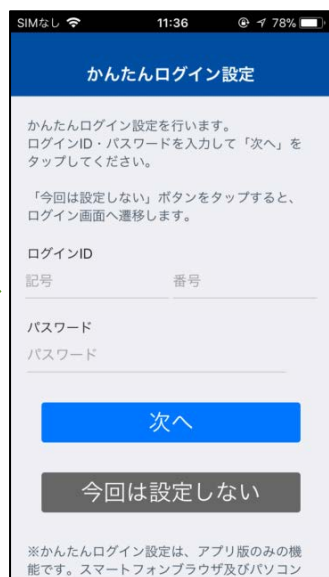 SIMなし 11:36 78%
かんたんログイン設定
かんたんログイン設定を行います。
ログインID・パスワードを入力して「次へ」を
タップしてください。
「今回は設定しない」ボタンをタップすると、
ログイン画面へ遷移します。
ログインID
記号 番号
パスワード
パスワード
次へ
今回は設定しない
※かんたんログイン設定は、アプリ版のみの機
能です。スマートフォンブラウザ及びパソコン